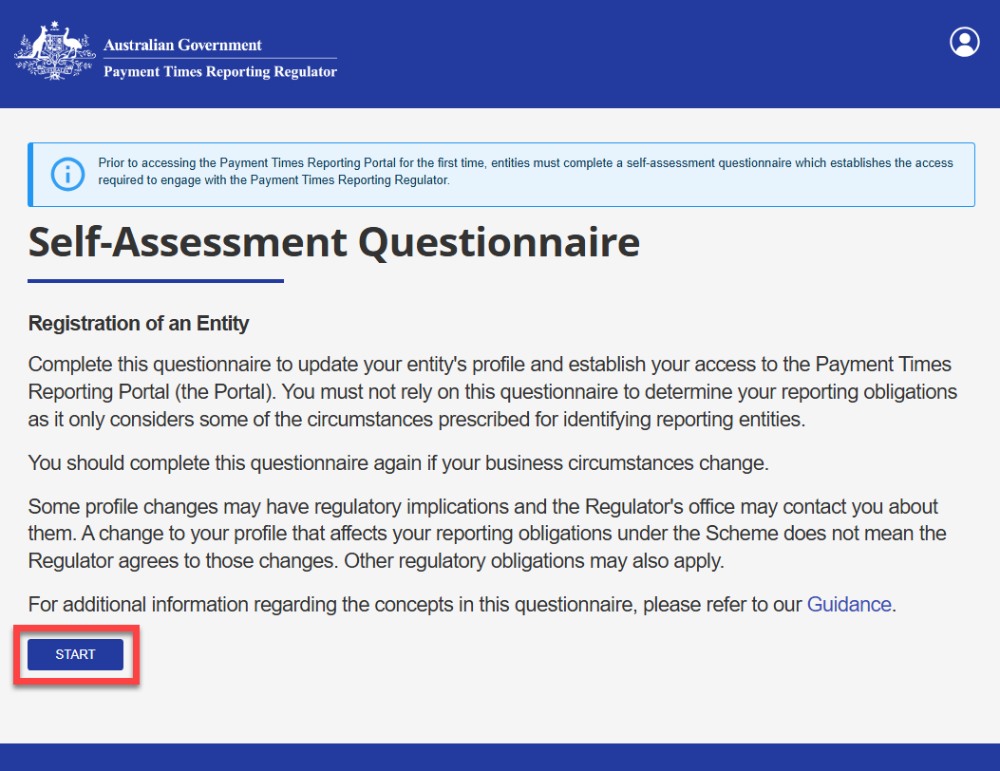 Australian Government
Payment Times Reporting Regulator
Prior to accessing the Payment Times Reporting Portal for the first time, entities must complete a self-assessment questionnaire which establishes the access
required to engage with the Payment Times Reporting Regulator.
Self-Assessment Questionnaire
Registration of an Entity
Complete this questionnaire to update your entity's profile and establish your access to the Payment Times
Reporting Portal (the Portal). You must not rely on this questionnaire to determine your reporting obligations
as it only considers some of the circumstances prescribed for identifying reporting entities.
You should complete this questionnaire again if your business circumstances change.
Some profile changes may have regulatory implications and the Regulator's office may contact you about
them. A change to your profile that affects your reporting obligations under the Scheme does not mean the
Regulator agrees to those changes. Other regulatory obligations may also apply.
For additional information regarding the concepts in this questionnaire, please refer to our Guidance.
START